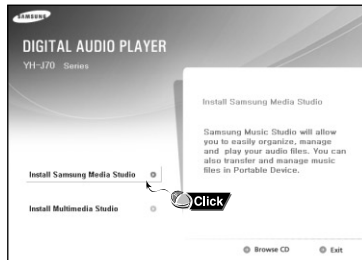 SAMSUNG
DIGITAL AUDIO PLAYER
YH-J70 Series
Install Samsung Media Studio
Samsung Music Studio will allow
you to easily organize, manage
and play your audio files. You can
also transfer and manage music
files in Portable Device.
Install Samsung Media Studio
Click
Install Multimedia Studio
Browse CD
Exit